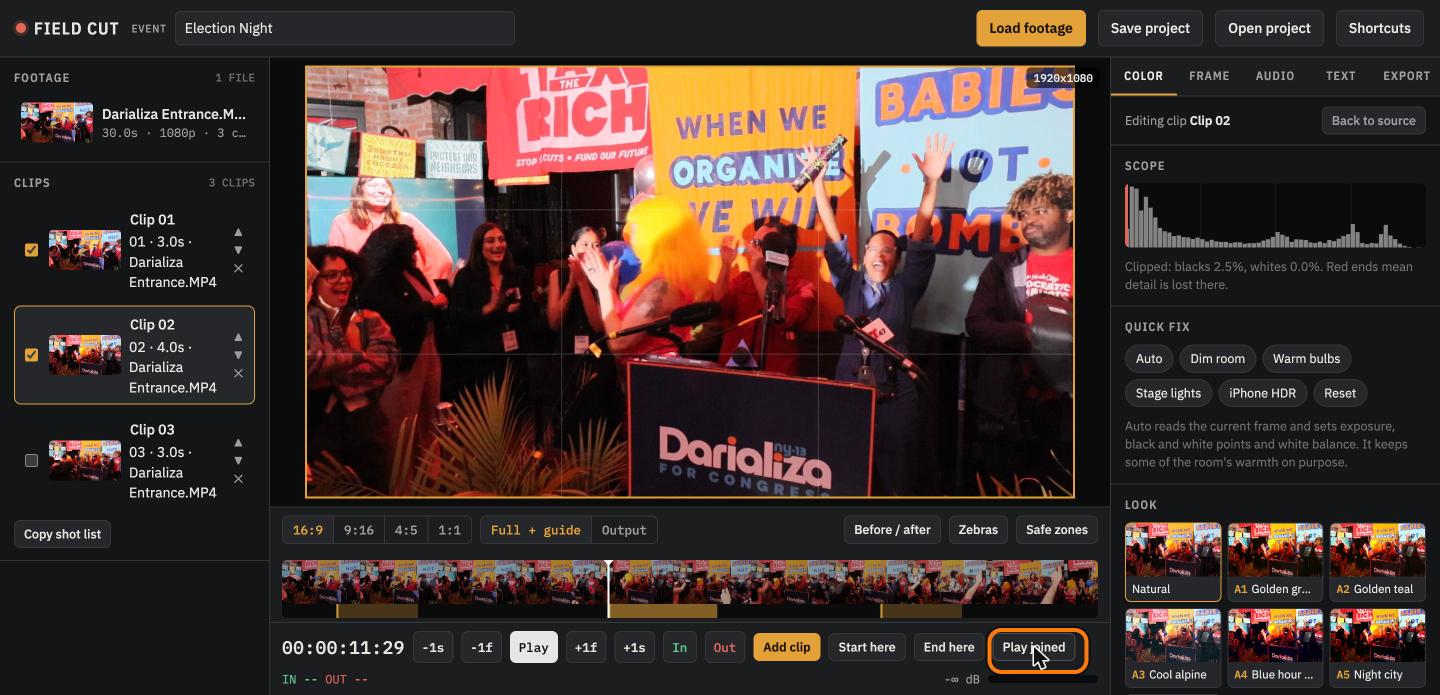 FIELD CUT EVENT Election Night Load footage Save project Open project Shortcuts
FOOTAGE 1 FILE
Darializa Entrance.M…
30.0s · 1080p · 3 c…
CLIPS 3 CLIPS
Clip 01
01 · 3.0s ·
Darializa
Entrance.MP4
Clip 02
02 · 4.0s ·
Darializa
Entrance.MP4
Clip 03
03 · 3.0s ·
Darializa
Entrance.MP4
Copy shot list
1920x1080
TAX
RICH
STOP CUTS • FUND OUR FUTURE
WHEN WE
ORGANIZE
WE WILL
BABIES
·NOT·
BOMB
PROTECT OUR
NEIGHBORS
ny-13
Darializa
FOR CONGRESS
16:9 9:16 4:5 1:1 Full + guide Output Before / after Zebras Safe zones
00:00:11:29 -1s -1f Play +1f +1s In Out Add clip Start here End here Play joined
IN -- OUT -- -∞ dB
COLOR FRAME AUDIO TEXT EXPORT
Editing clip Clip 02 Back to source
SCOPE
Clipped: blacks 2.5%, whites 0.0%. Red ends mean
detail is lost there.
QUICK FIX
Auto Dim room Warm bulbs
Stage lights iPhone HDR Reset
Auto reads the current frame and sets exposure,
black and white points and white balance. It keeps
some of the room's warmth on purpose.
LOOK
Natural A1 Golden gr… A2 Golden teal
A3 Cool alpine A4 Blue hour … A5 Night city